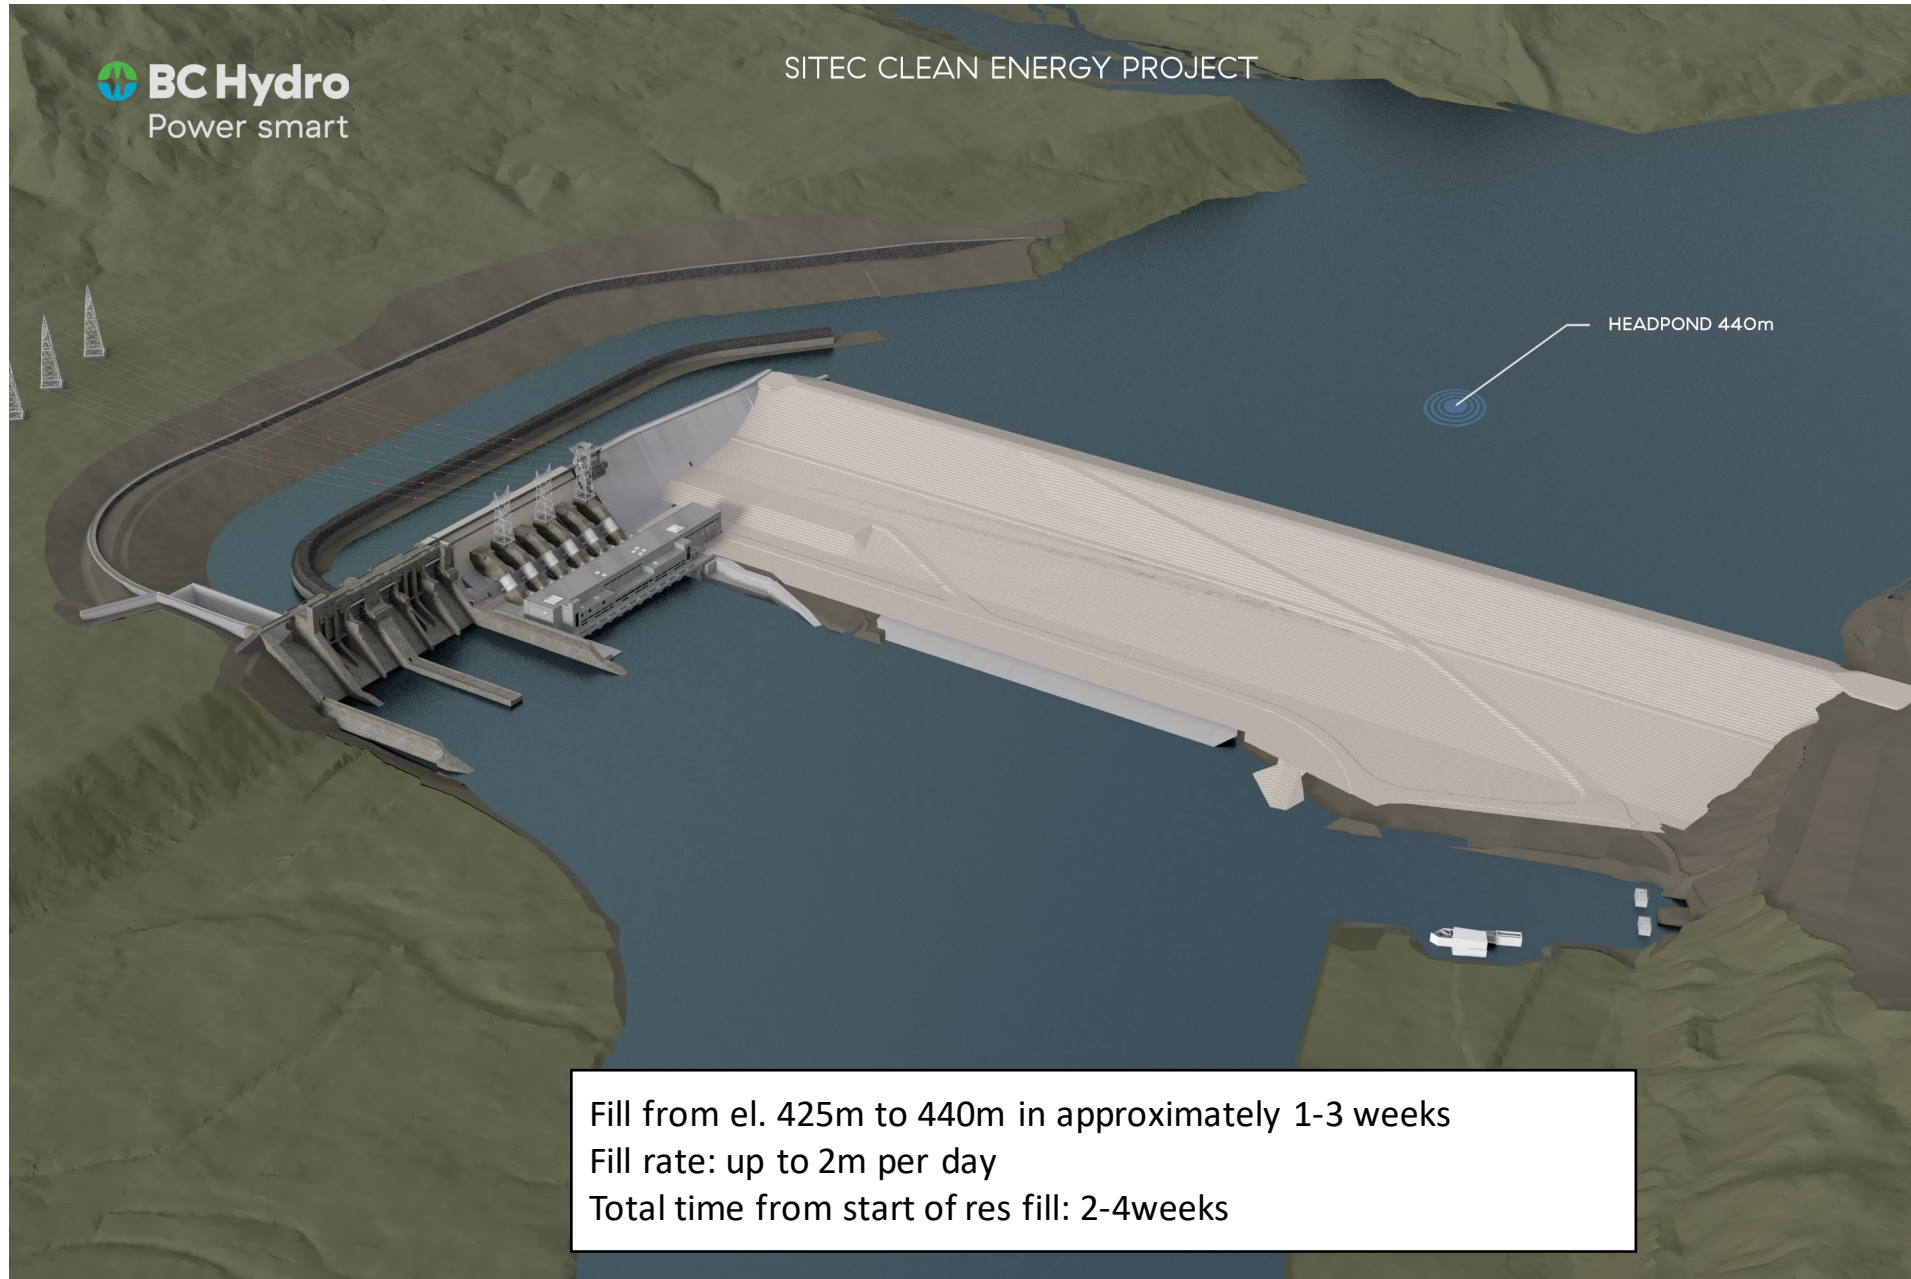 BC Hydro
Power smart
SITEC CLEAN ENERGY PROJECT
HEADPOND 440m
Fill from el. 425m to 440m in approximately 1-3 weeks
Fill rate: up to 2m per day
Total time from start of res fill: 2-4weeks